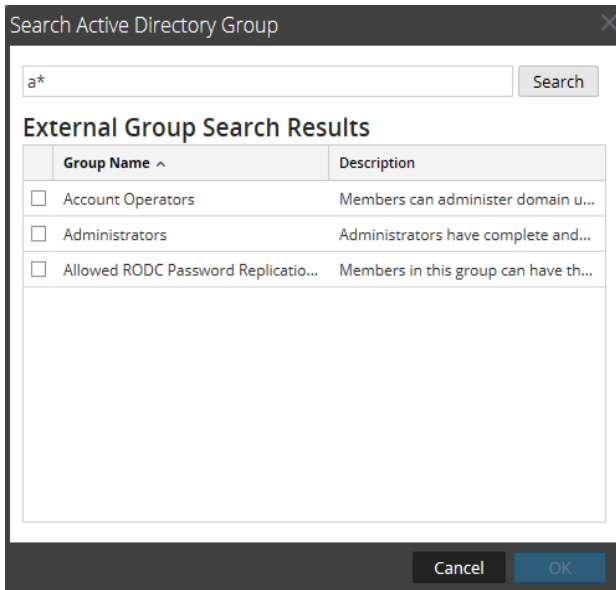 Search Active Directory Group
a*
Search
External Group Search Results
Group Name
Description
Account Operators
Members can administer domain u...
Administrators
Administrators have complete and...
Allowed RODC Password Replicatio...
Members in this group can have th...
Cancel
OK